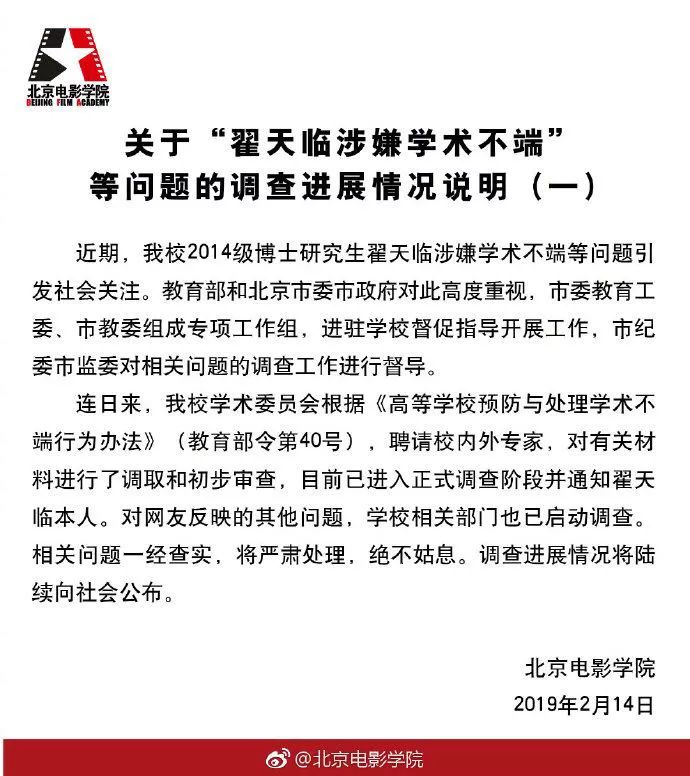 北京电影学院
BEIJING FILM ACADEMY
关于“翟天临涉嫌学术不端”
等问题的调查进展情况说明（一）
近期，我校2014级博士研究生翟天临涉嫌学术不端等问题引
发社会关注。教育部和北京市委市政府对此高度重视，市委教育工
委、市教委组成专项工作组，进驻学校督促指导开展工作，市纪
委市监委对相关问题的调查工作进行督导。
连日来，我校学术委员会根据《高等学校预防与处理学术不
端行为办法》（教育部令第40号），聘请校内外专家，对有关材
料进行了调取和初步审查，目前已进入正式调查阶段并通知翟天
临本人。对网友反映的其他问题，学校相关部门也已启动调查。
相关问题一经查实，将严肃处理，绝不姑息。调查进展情况将陆
续向社会公布。
北京电影学院
2019年2月14日
@北京电影学院